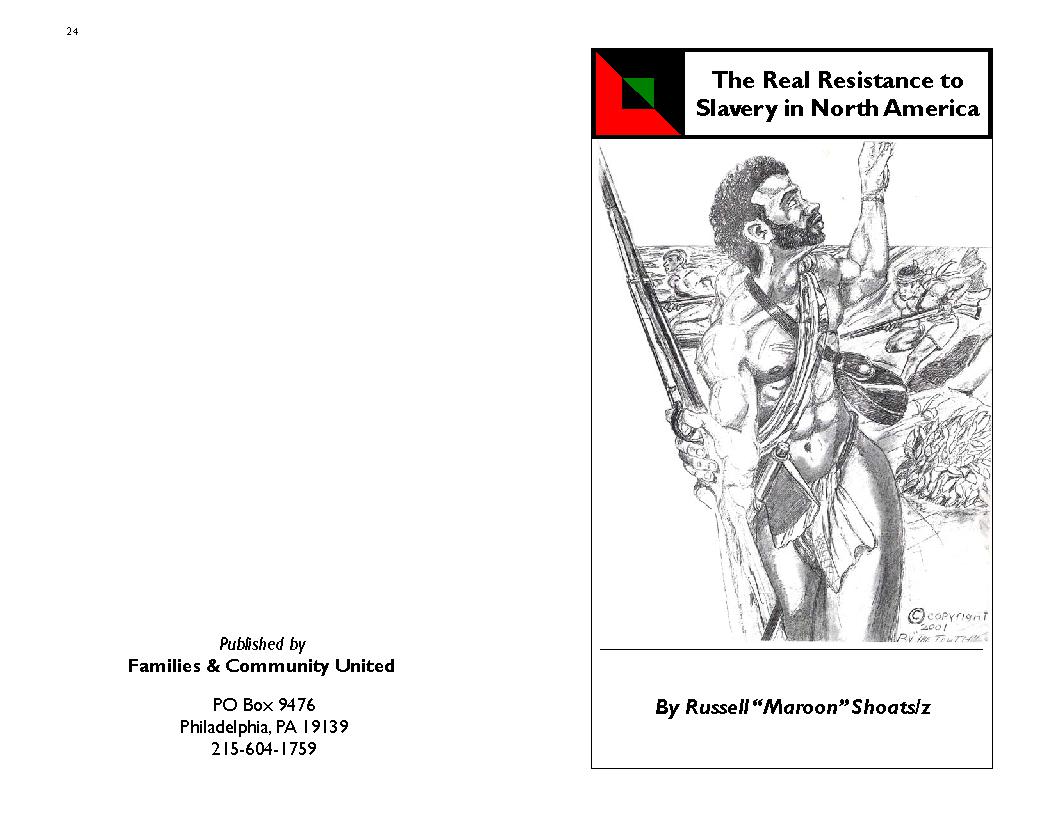 24
Published by
Families & Community United
PO Box 9476
Philadelphia, PA 19139
215-604-1759
The Real Resistance to
Slavery in North America
© copyright
2001
By
By Russell “Maroon” Shoats/z